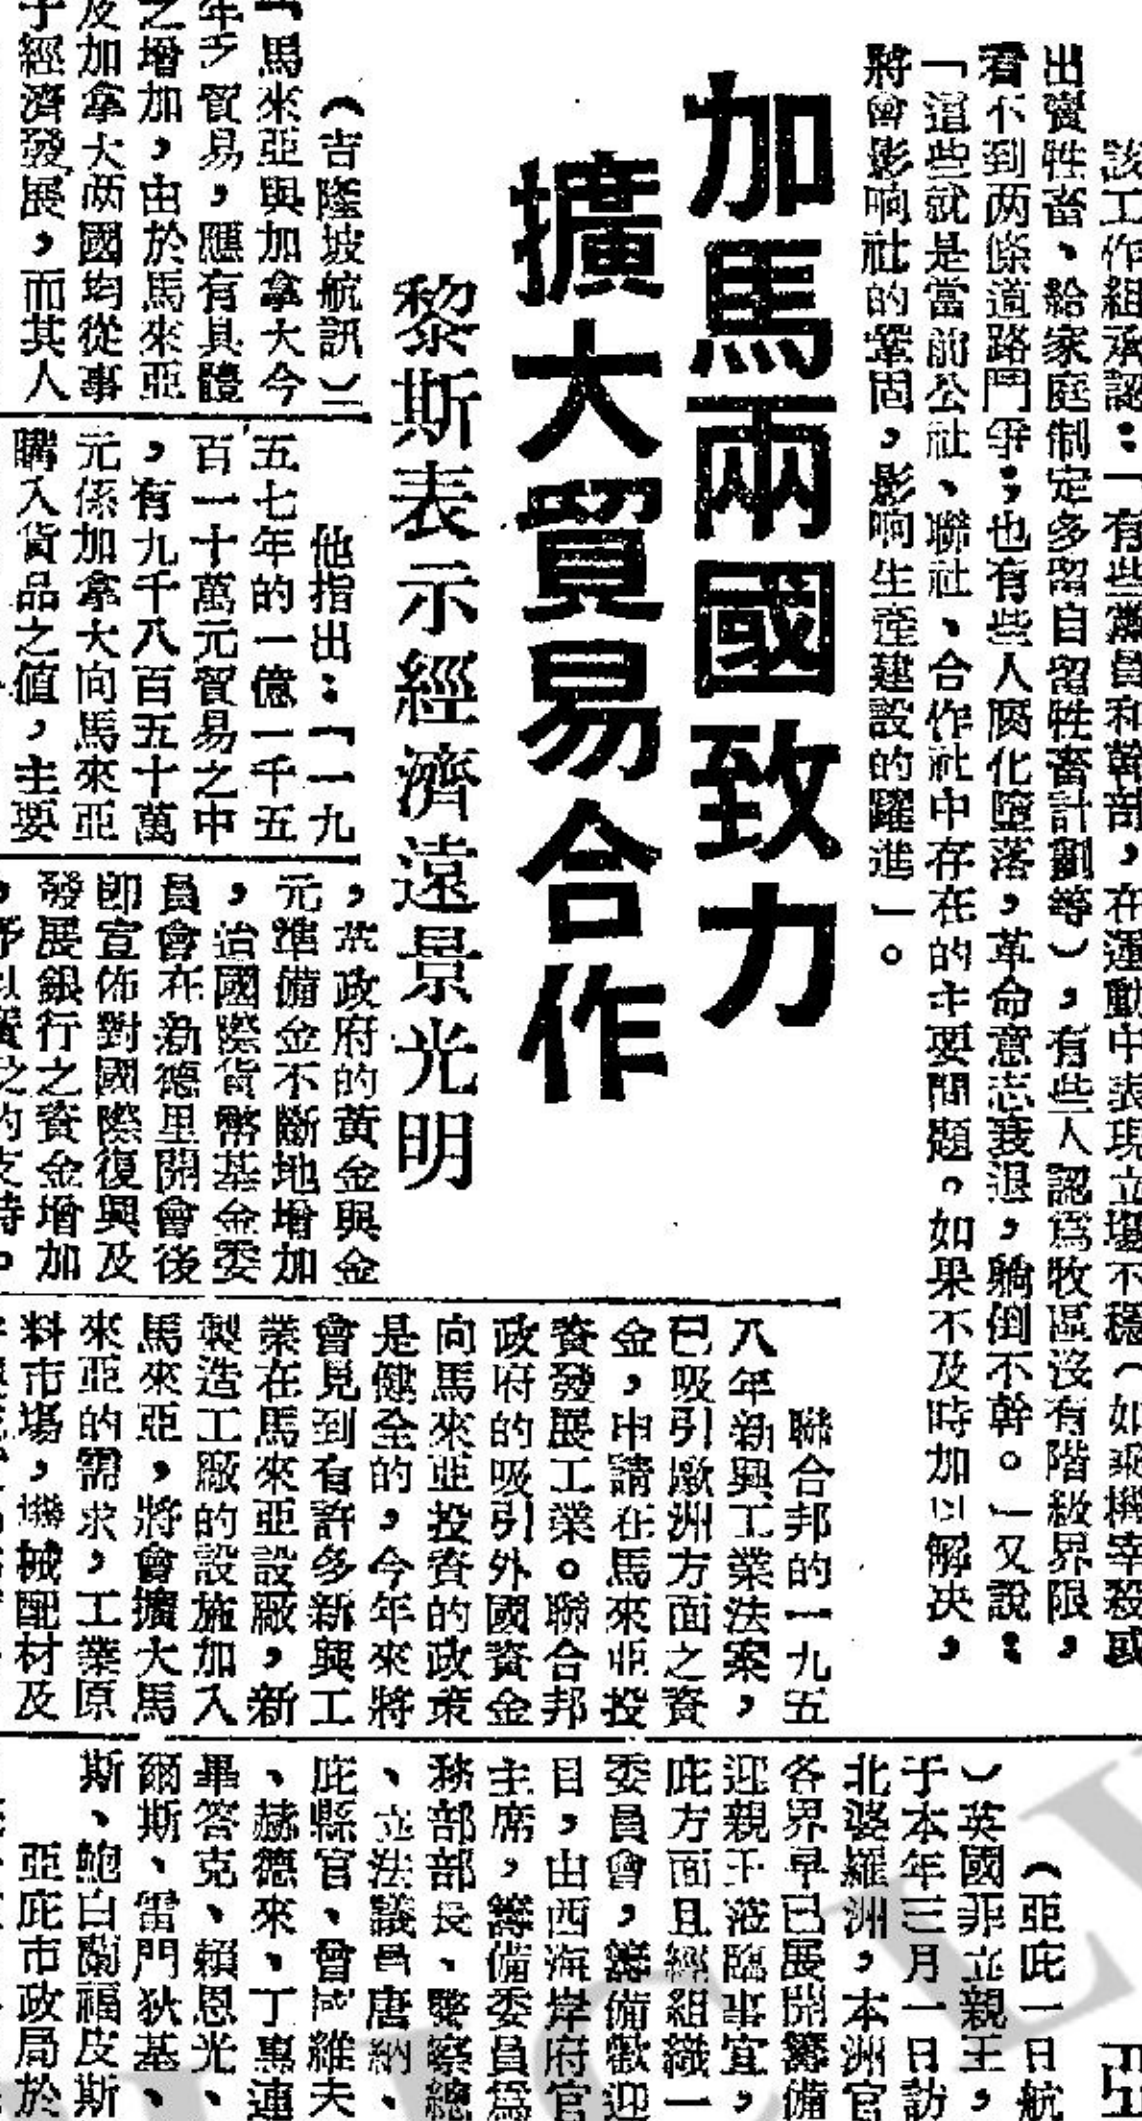 該工作組承認：「有些黨員和幹部，在運動中表現立場不穩（如乘機宰殺或
出賣牲畜、給家庭制定多留自留牲畜計劃等），有些人認爲牧區沒有階級界限，
看不到两條道路鬥爭；也有些人腐化墮落，革命意志衰退，躺倒不幹。」又說：
「這些就是當前公社、聯社、合作社中存在的主要問題。如果不及時加以解决，
將會影响社的鞏固，影响生產建設的躍進」。
加馬兩國致力
擴大貿易合作
黎斯表示經濟遠景光明
（吉隆坡航訊）三
「馬來亞與加拿大今
年之貿易，應有具體
之增加，由於馬來亞
及加拿大兩國均從事
于經濟發展，而其人
他指出：「一九
五七年的一億一千五
百一十萬元貿易之中
，有九千八百五十萬
元係加拿大向馬來亞
購入貨品之值，主要
，英政府的黃金與金
元準備金不斷地增加
，迨國際貨幣基金委
員會在新德里開會後
卽宣佈對國際復興及
發展銀行之資金增加
，予以實之的支持。
聯合邦的一九五
八年新興工業法案，
已吸引歐洲方面之資
金，申請在馬來亞投
資發展工業。聯合邦
政府的吸引外國資金
向馬來亞投資的政策
是健全的，今年來將
會見到有許多新興工
業在馬來亞設廠，新
製造工廠的設施加入
馬來亞，將會擴大馬
來亞的需求，工業原
料市場，機械配材及
（亞庇一日航
）英國菲立親王，
于本年三月一日訪
北婆羅洲，本洲官
各界早已展開籌備
迎親王蒞臨事宜，
庇方面且經組織一
委員會，籌備歡迎
目，由西海岸府官
主席，籌備委員爲
務部部長、警察總
、立法議員唐納、
庇縣官、曾國維夫
、赫德來、丁惠連
畢答克、賴恩光、
爾斯、雷門狄基、
斯、鮑白蘭福皮斯
亞庇市政局於
亞